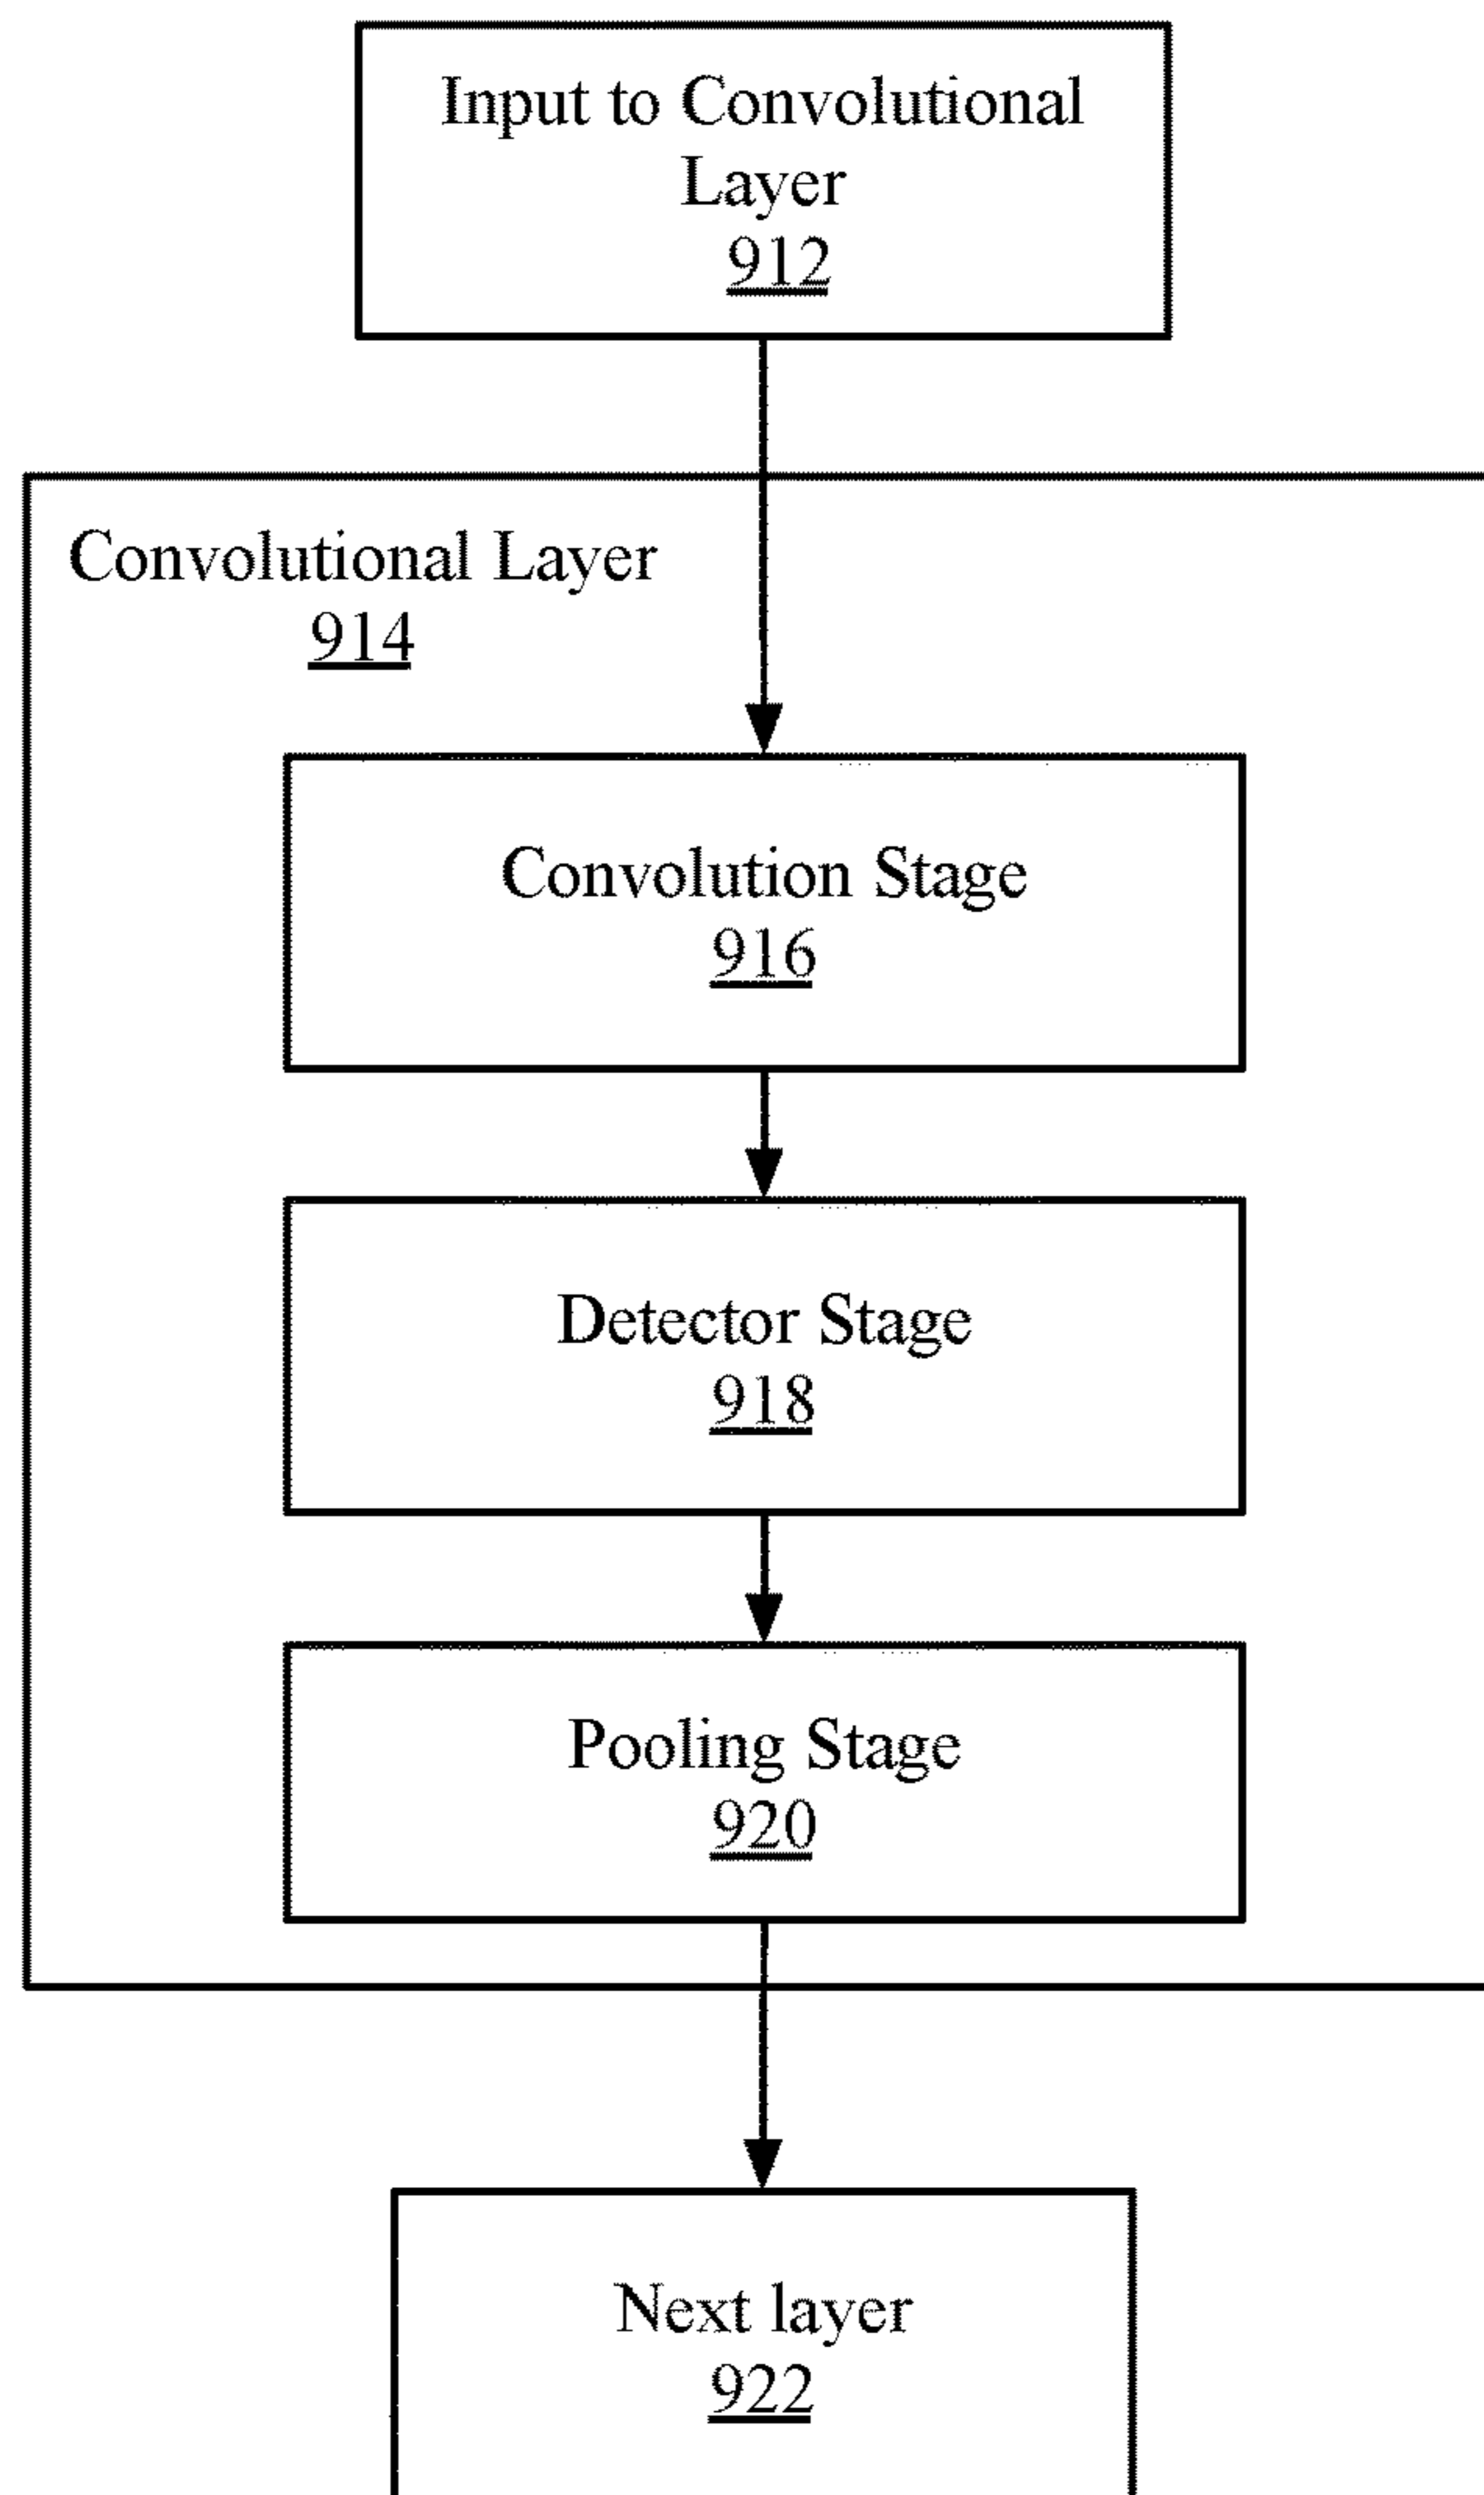 Input to Convolutional
Layer
912
Convolutional Layer
914
Convolution Stage
916
Detector Stage
918
Pooling Stage
920
Next layer
922